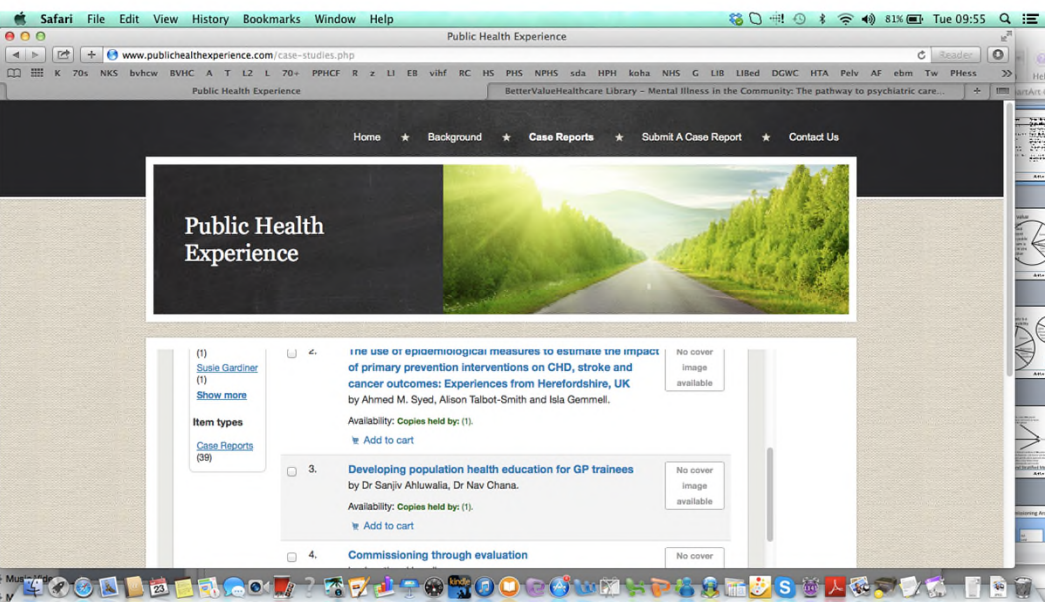 Safari File Edit View History Bookmarks Window Help 81% Tue 09:55
Public Health Experience
www.publichealthexperience.com/case-studies.php Reader
K 70s NKS bvhcw BVHC A T L2 L 70+ PPHCF R z LI EB vihf RC HS PHS NPHS sda HPH koha NHS G LIB LIBed DGWC HTA Pelv AF ebm Tw PHess
Public Health Experience BetterValueHealthcare Library – Mental Illness in the Community: The pathway to psychiatric care...
Home ★ Background ★ Case Reports ★ Submit A Case Report ★ Contact Us
Public Health
Experience
(1)
Susie Gardiner
(1)
Show more
Item types
Case Reports
(39)
2. The use of epidemiological measures to estimate the impact
of primary prevention interventions on CHD, stroke and
cancer outcomes: Experiences from Herefordshire, UK
by Ahmed M. Syed, Alison Talbot-Smith and Isla Gemmell.
Availability: Copies held by: (1).
Add to cart
No cover
image
available
3. Developing population health education for GP trainees
by Dr Sanjiv Ahluwalia, Dr Nav Chana.
Availability: Copies held by: (1).
Add to cart
No cover
image
available
4. Commissioning through evaluation
No cover
23
kindle